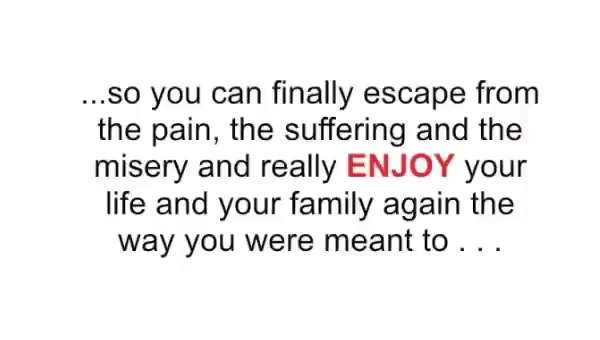 ...so you can finally escape from
the pain, the suffering and the
misery and really ENJOY your
life and your family again the
way you were meant to . . .